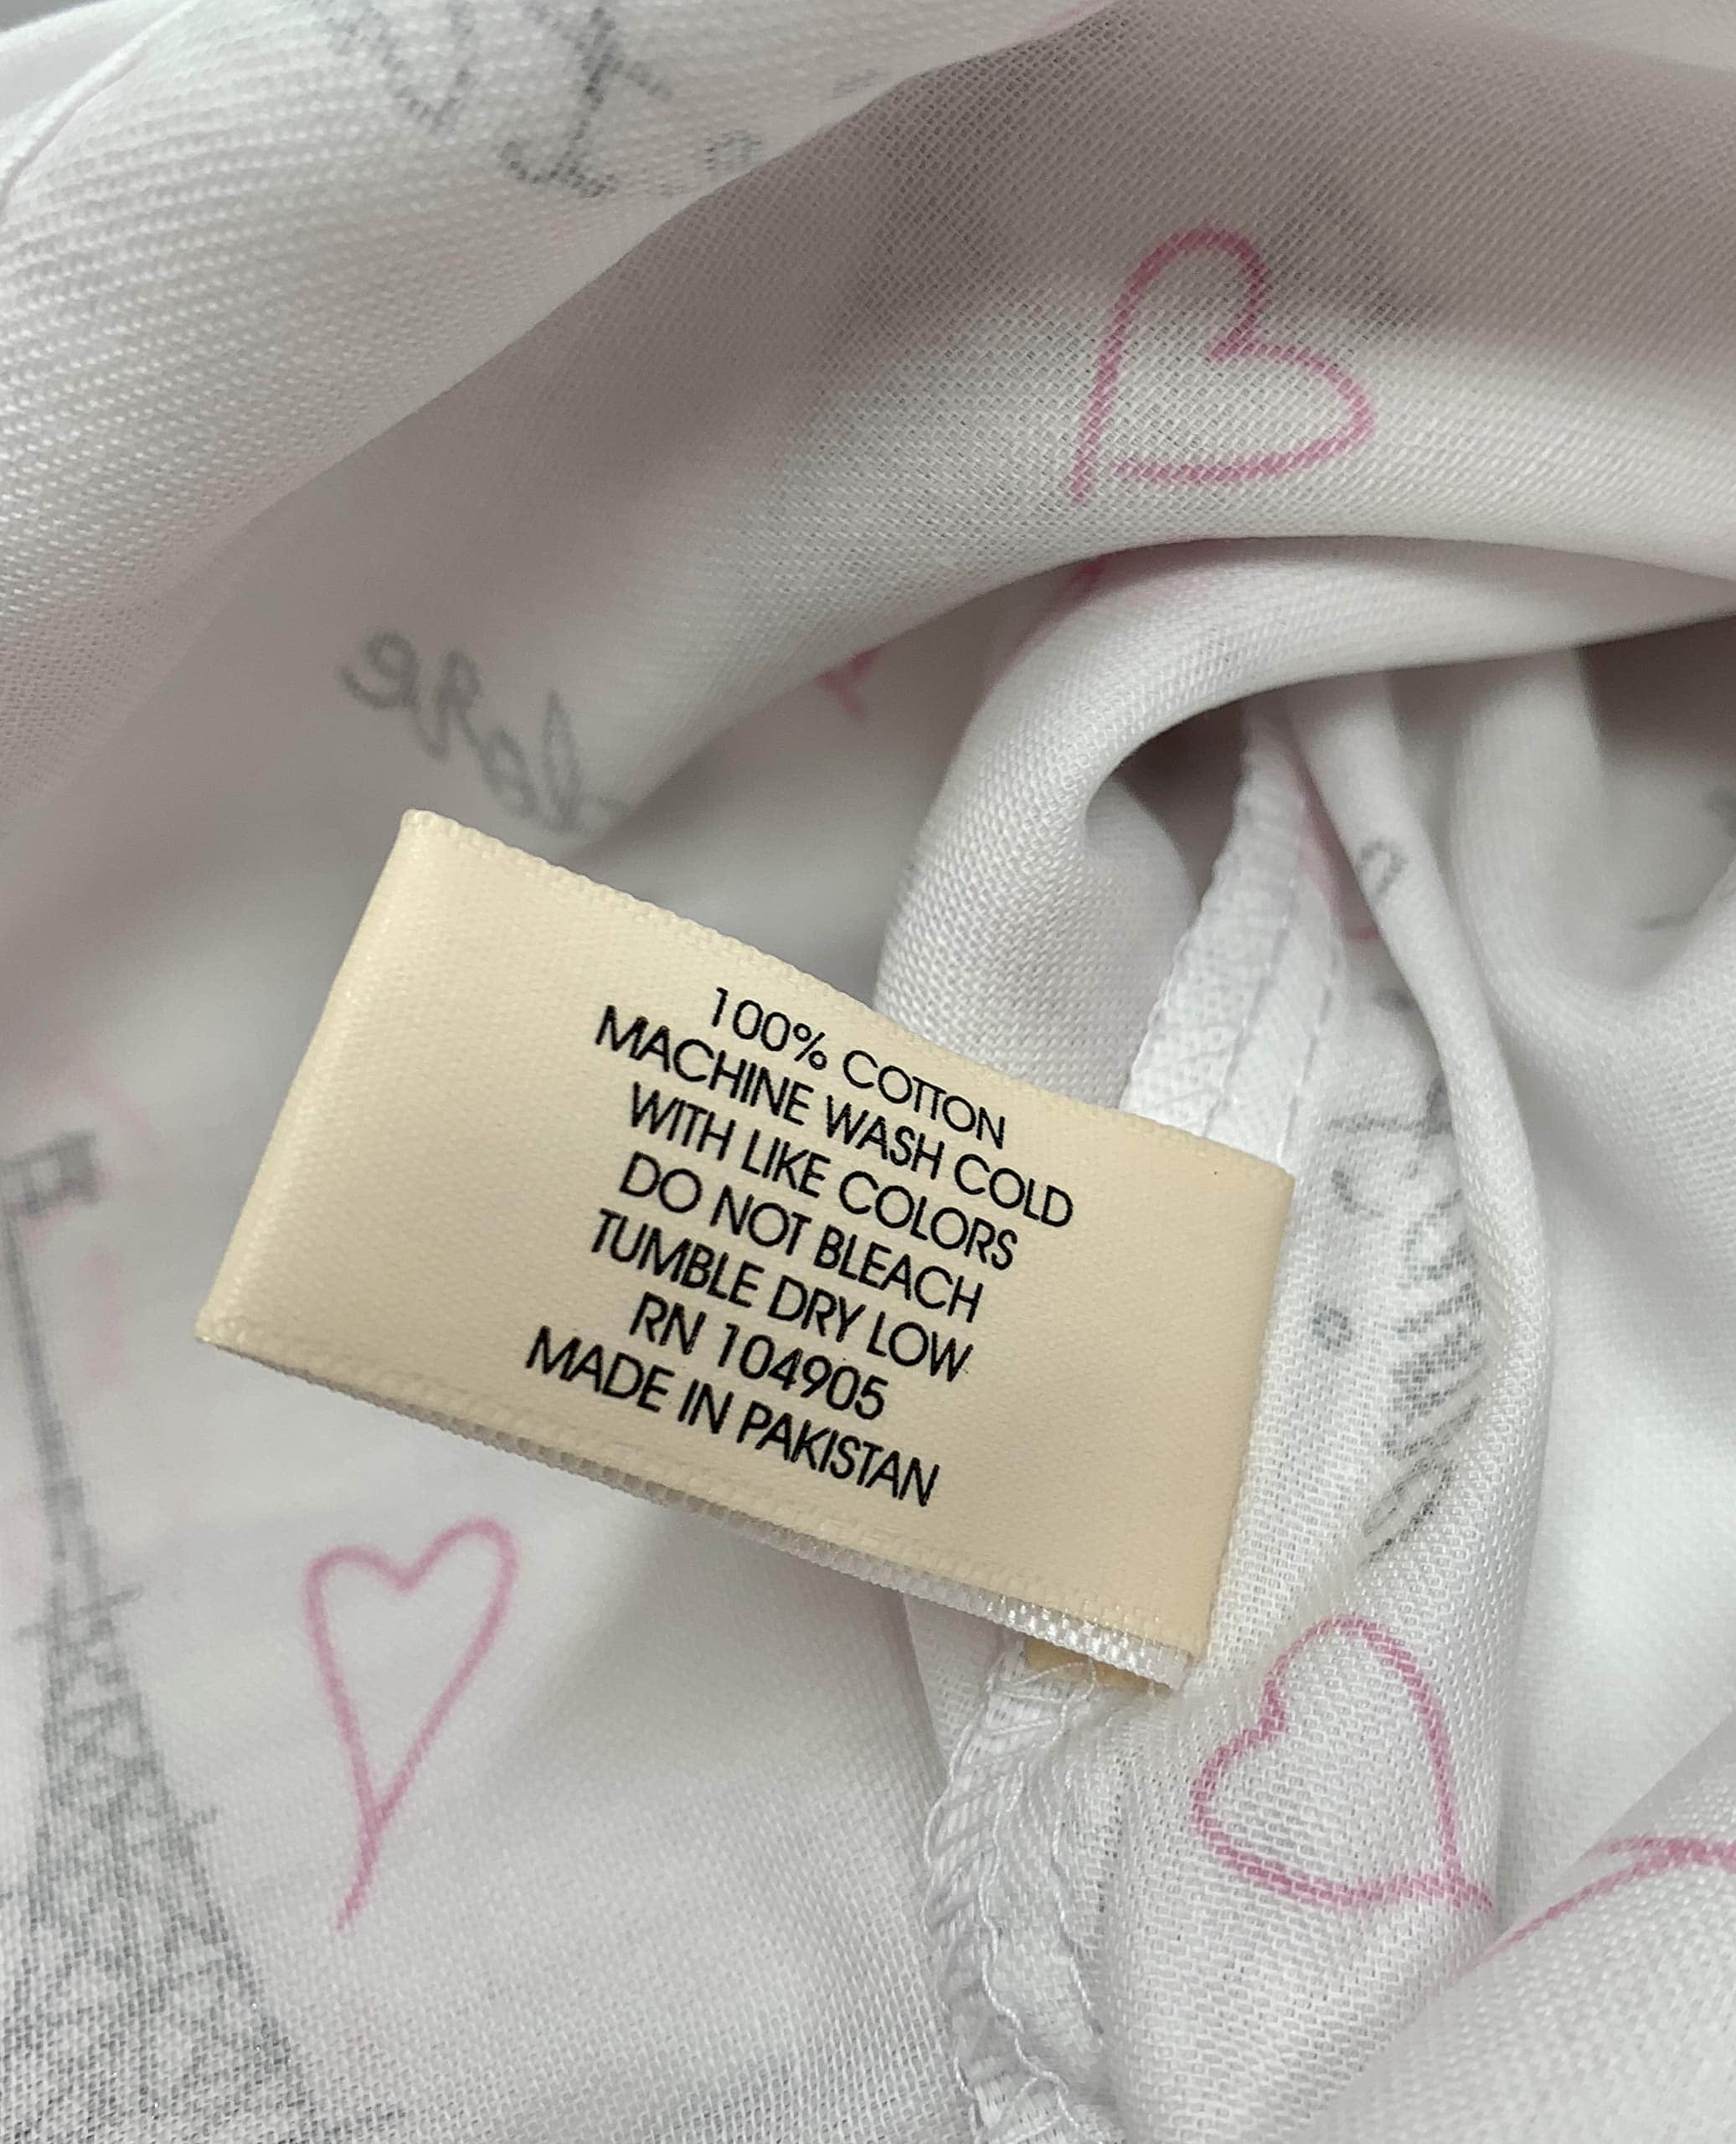 100% COTTON
MACHINE WASH COLD
WITH LIKE COLORS
DO NOT BLEACH
TUMBLE DRY LOW
RN 104905
MADE IN PAKISTAN